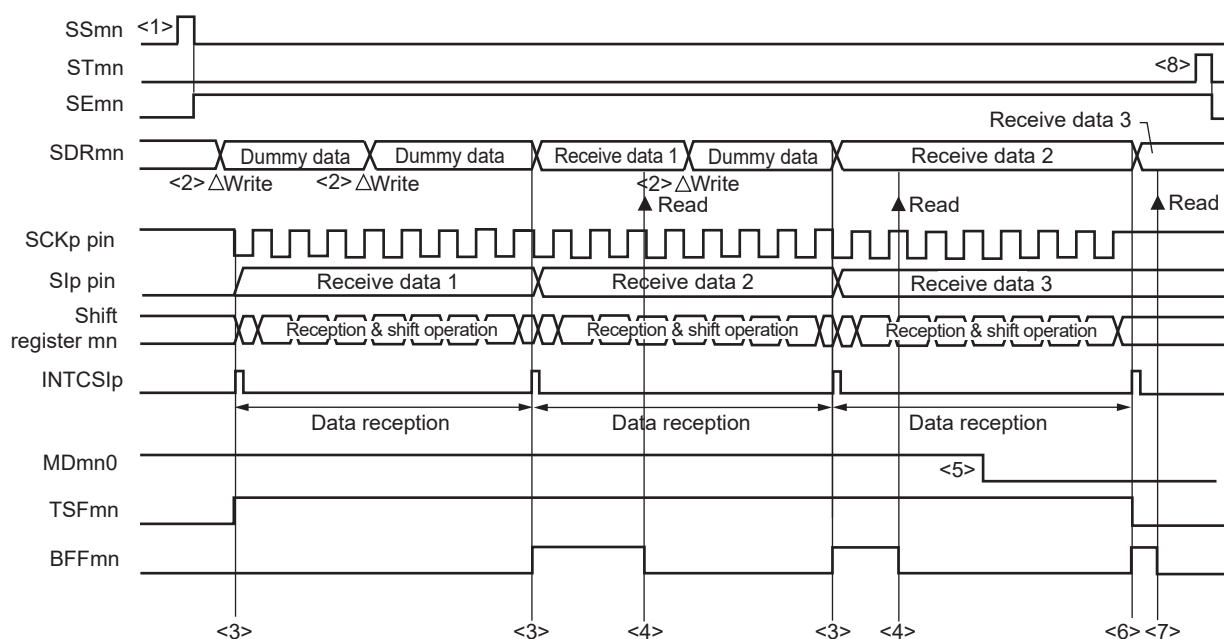 SSmn <1>
STmn <8>
SEmn
Receive data 3
SDRmn Dummy data Dummy data Receive data 1 Dummy data Receive data 2
<2> △Write <2> △Write <2> △Write
▲ Read ▲ Read ▲ Read
SCKp pin
SIp pin Receive data 1 Receive data 2 Receive data 3
Shift
register mn Reception & shift operation Reception & shift operation Reception & shift operation
INTCSIp
Data reception Data reception Data reception
MDmn0 <5>
TSFmn
BFFmn
<3> <3> <4> <3> <4> <6> <7>